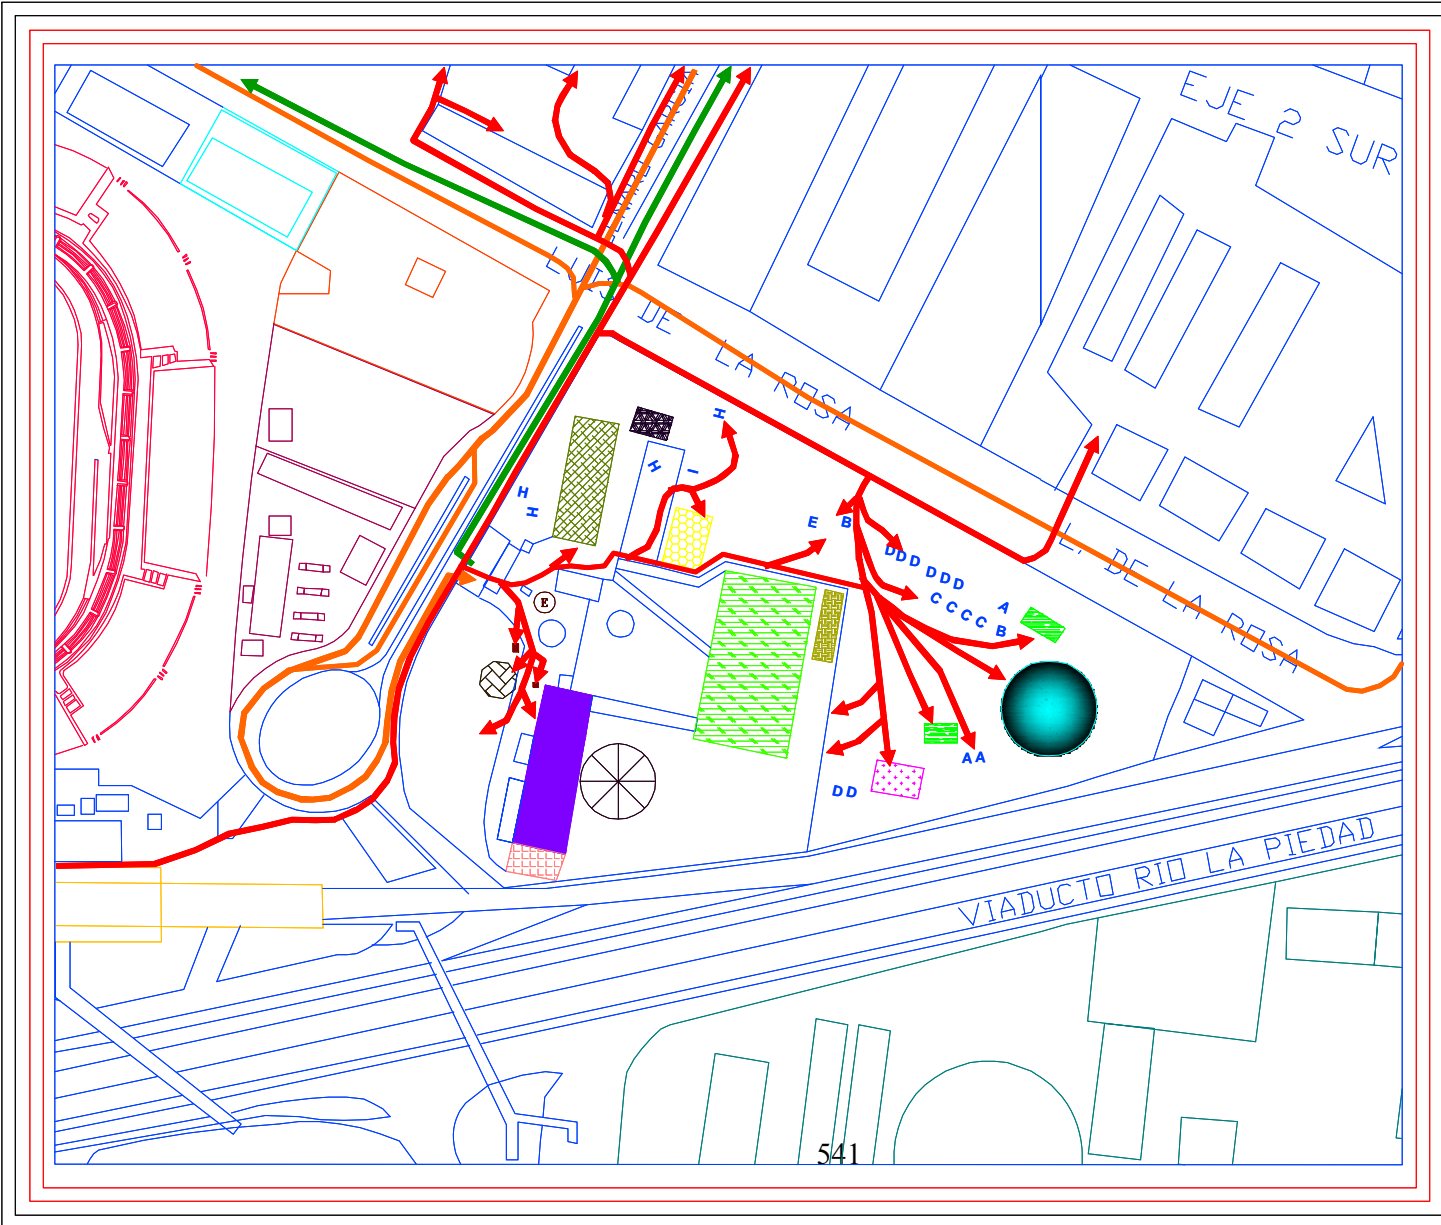 EJE 2 SUR
LUIS
DE
LA ROSA
H
H
I
H
H
E B
DDD DDD
A
CCCC B
E
L. DE LA ROSA
AA
DD
VIADUCTO RIO LA PIEDAD
541